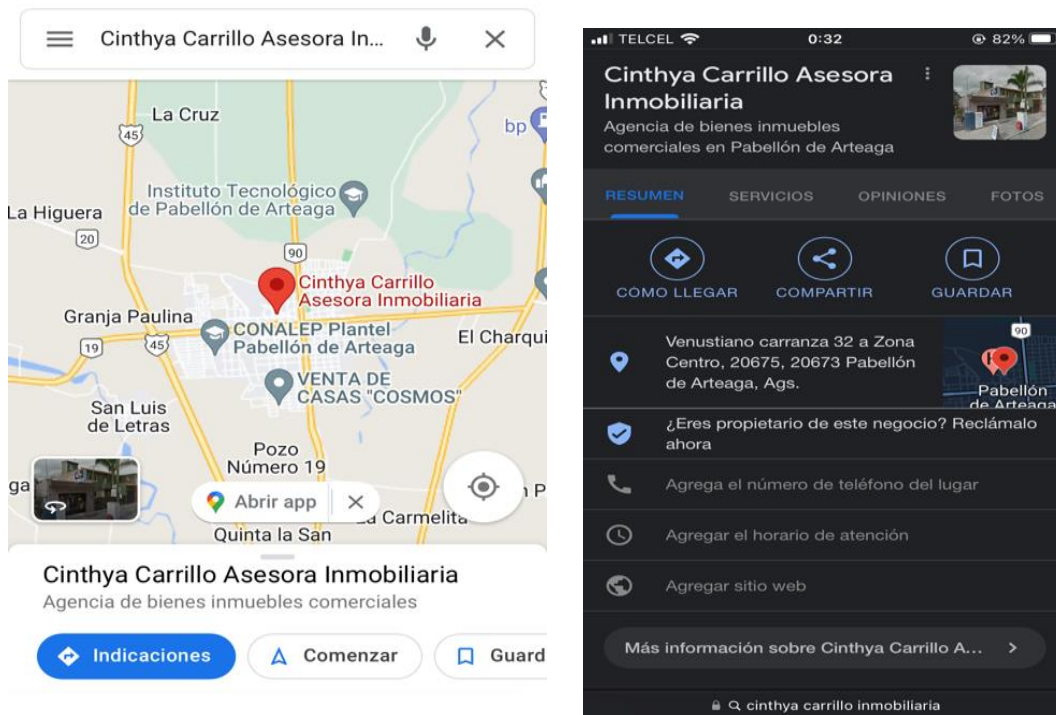 Cinthya Carrillo Asesora In...
La Cruz
45
bp
Instituto Tecnológico
de Pabellón de Arteaga
La Higuera
20
90
Cinthya Carrillo
Asesora Inmobiliaria
Granja Paulina
CONALEP Plantel
Pabellón de Arteaga
El Charqui
19
45
VENTA DE
CASAS "COSMOS"
San Luis
de Letras
Pozo
Número 19
ga
Abrir app
P
La Carmelita
Quinta la San
Cinthya Carrillo Asesora Inmobiliaria
Agencia de bienes inmuebles comerciales
Indicaciones
Comenzar
Guard
TELCEL
0:32
82%
Cinthya Carrillo Asesora
Inmobiliaria
Agencia de bienes inmuebles
comerciales en Pabellón de Arteaga
RESUMEN
SERVICIOS
OPINIONES
FOTOS
CÓMO LLEGAR
COMPARTIR
GUARDAR
Venustiano carranza 32 a Zona
Centro, 20675, 20673 Pabellón
de Arteaga, Ags.
90
Pabellón
de Arteaga
¿Eres propietario de este negocio? Reclámalo
ahora
Agrega el número de teléfono del lugar
Agregar el horario de atención
Agregar sitio web
Más información sobre Cinthya Carrillo A...
cinthya carrillo inmobiliaria